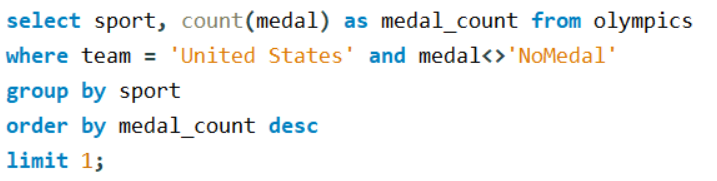 select sport, count(medal) as medal_count from olympics
where team = 'United States' and medal<>'NoMedal'
group by sport
order by medal_count desc
limit 1;